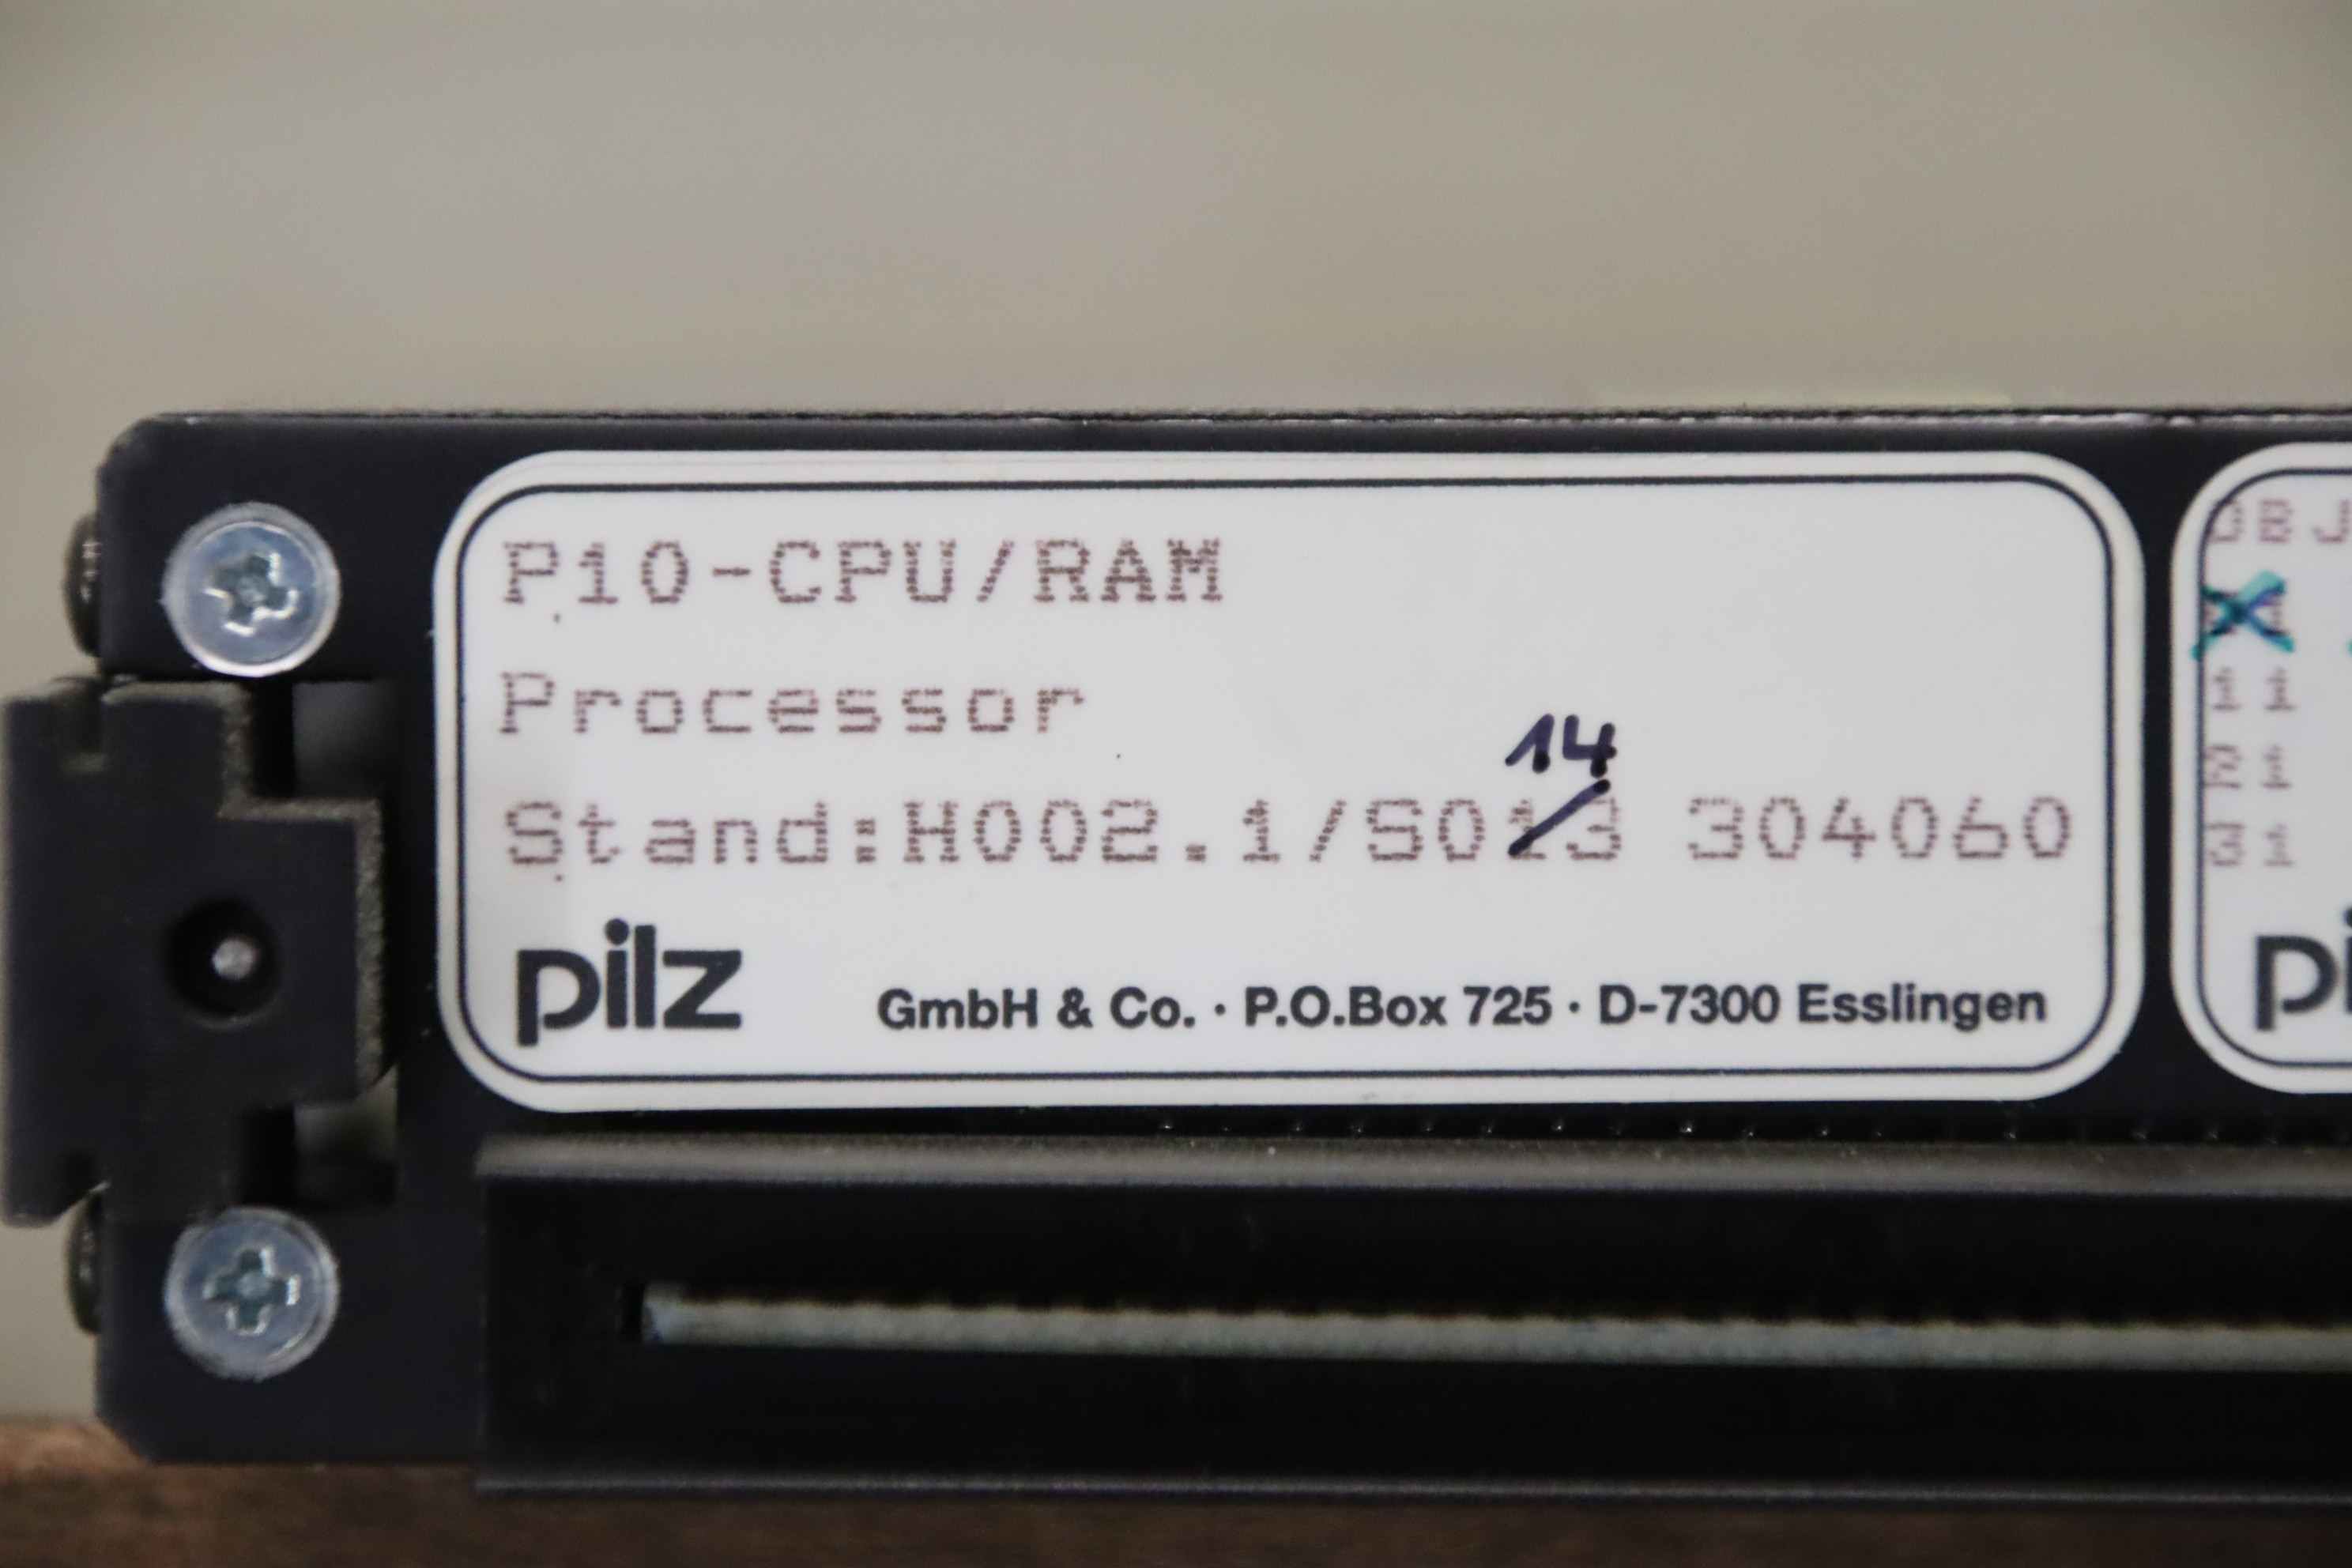 P10-CPU/RAM
Processor
14
Stand:H002.1/S013 304060
pilz
GmbH & Co. · P.O.Box 725 · D-7300 Esslingen